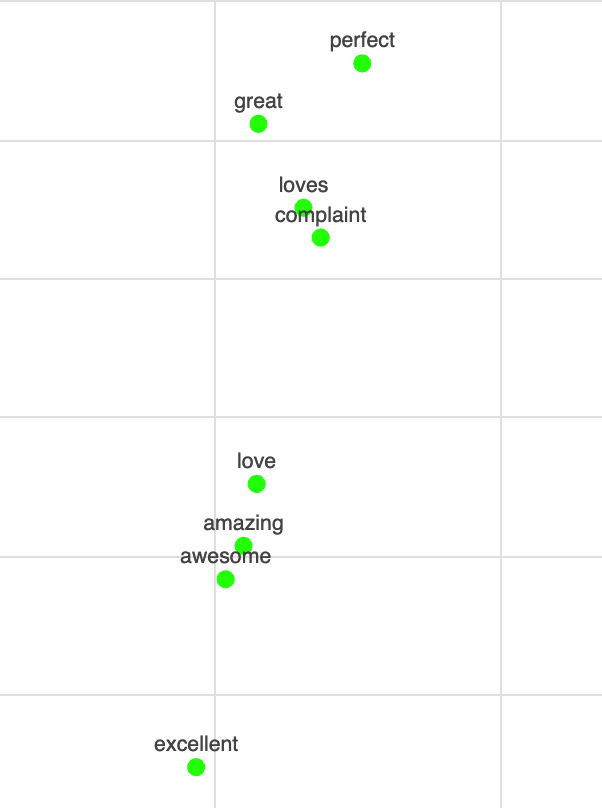 perfect
great
loves
complaint
love
amazing
awesome
excellent